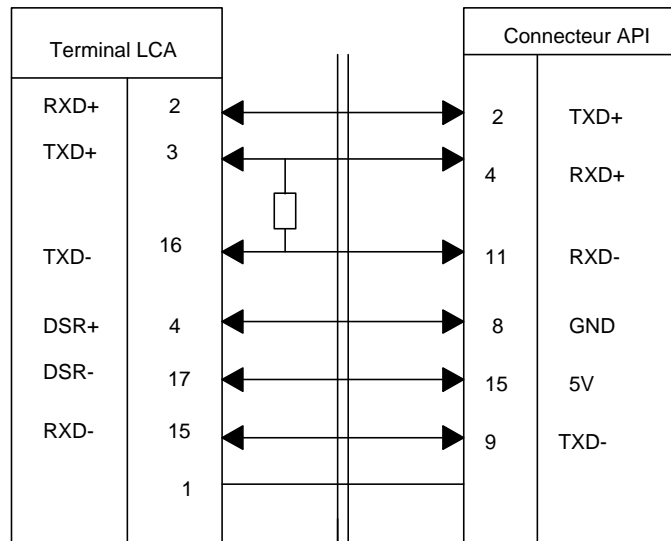 Terminal LCA Connecteur API
RXD+ 2 2 TXD+
TXD+ 3 4 RXD+
TXD- 16 11 RXD-
DSR+ 4 8 GND
DSR- 17 15 5V
RXD- 15 9 TXD-
1